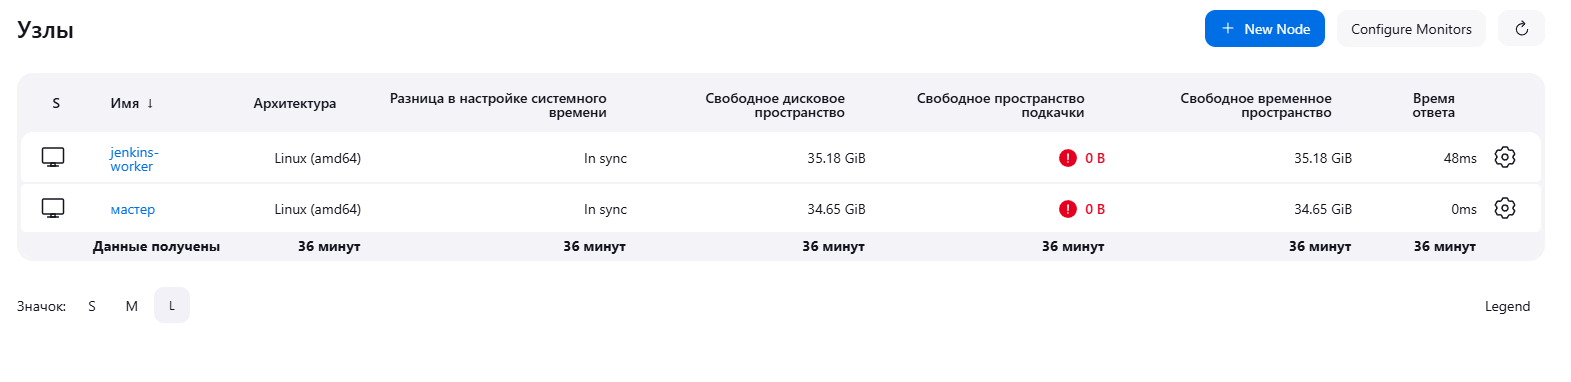 Узлы
+ New Node
Configure Monitors
S
Имя ↓
Архитектура
Разница в настройке системного
времени
Свободное дисковое
пространство
Свободное пространство
подкачки
Свободное временное
пространство
Время
ответа
jenkins-
worker
Linux (amd64)
In sync
35.18 GiB
0 B
35.18 GiB
48ms
мастер
Linux (amd64)
In sync
34.65 GiB
0 B
34.65 GiB
0ms
Данные получены
36 минут
36 минут
36 минут
36 минут
36 минут
36 минут
Значок:
S
M
L
Legend